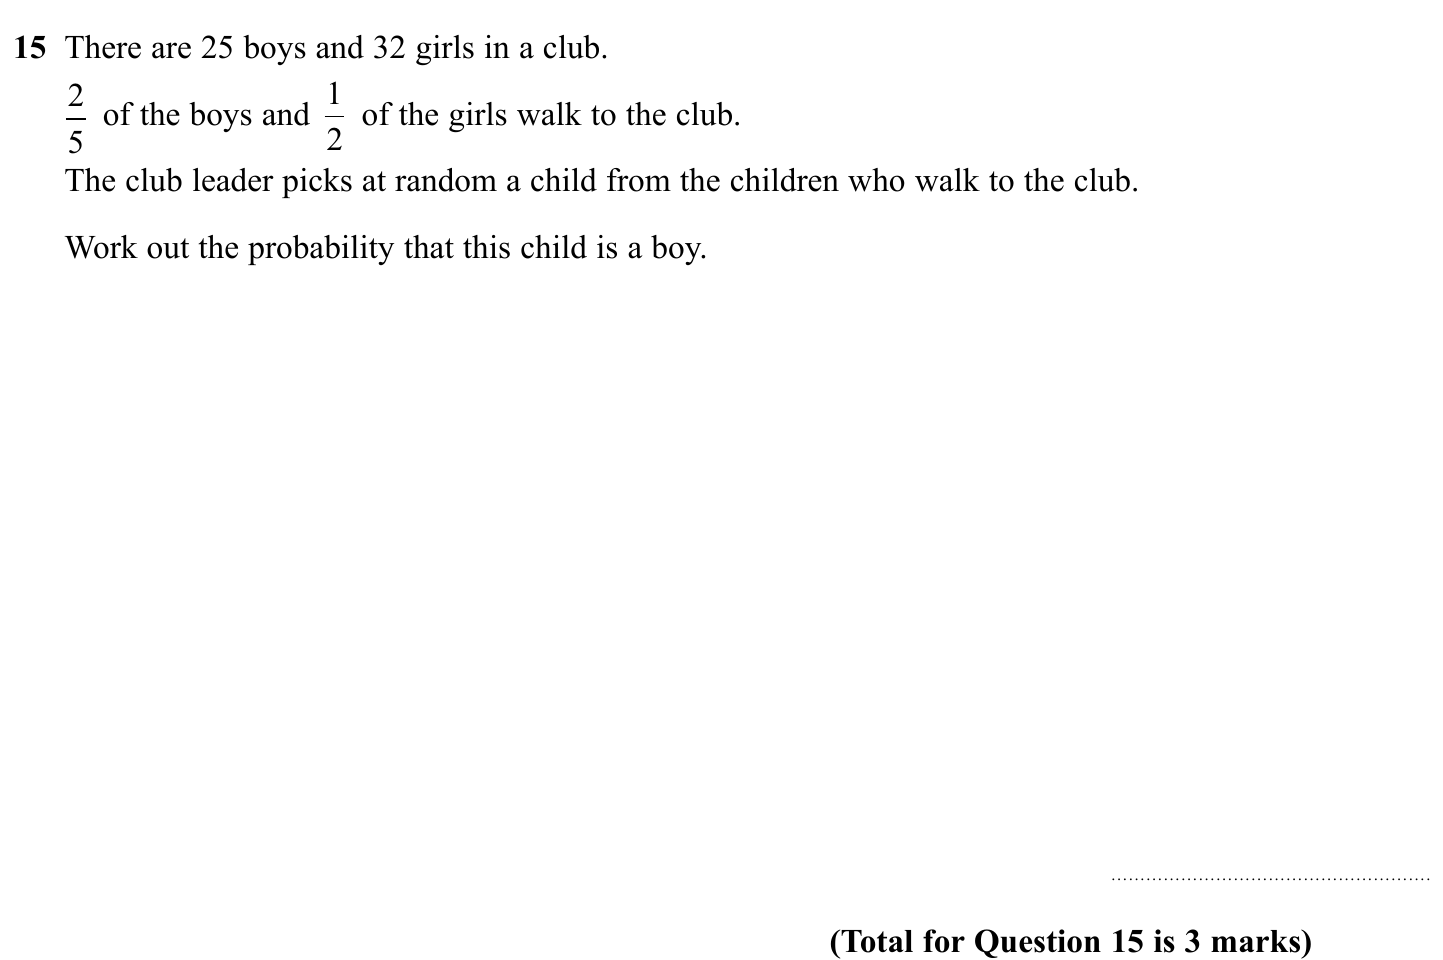 15 There are 25 boys and 32 girls in a club.
2/5 of the boys and 1/2 of the girls walk to the club.
The club leader picks at random a child from the children who walk to the club.
Work out the probability that this child is a boy.
(Total for Question 15 is 3 marks)